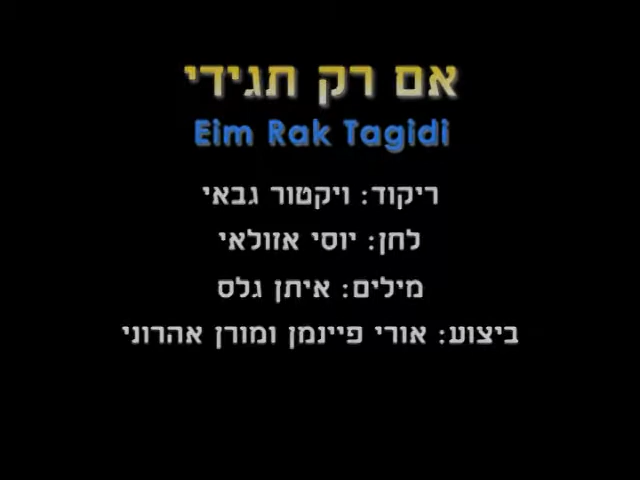 אם רק תגידי
Eim Rak Tagidi
ריקוד: ויקטור גבאי
לחן: יוסי אזולאי
מילים: איתן גלס
ביצוע: אורי פיינמן ומורן אהרוני